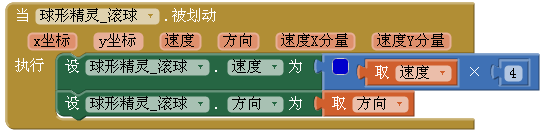 当 球形精灵_滚球 .被划动
x坐标 y坐标 速度 方向 速度X分量 速度Y分量
执行 设 球形精灵_滚球 . 速度 为 取 速度 × 4
设 球形精灵_滚球 . 方向 为 取 方向